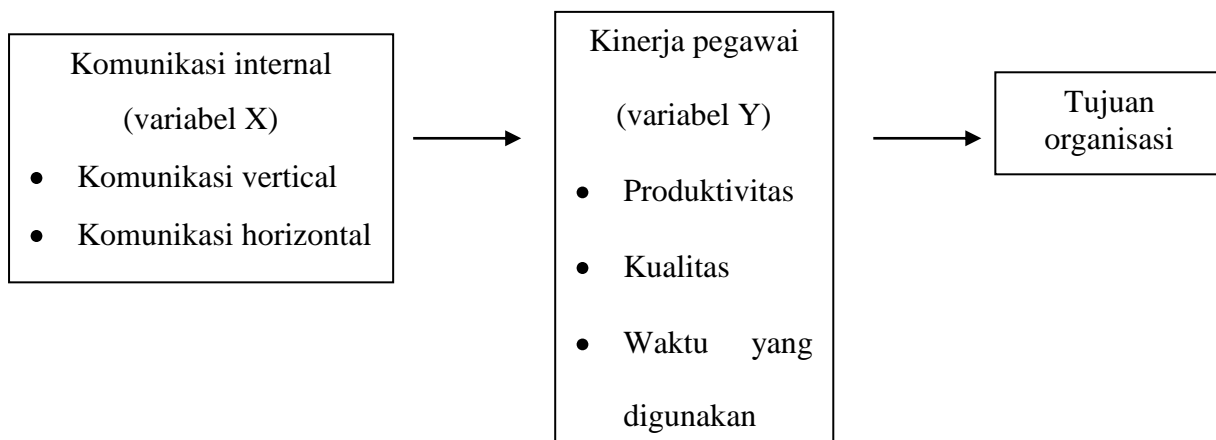 Komunikasi internal
(variabel X)
• Komunikasi vertical
• Komunikasi horizontal
Kinerja pegawai
(variabel Y)
• Produktivitas
• Kualitas
• Waktu yang
digunakan
Tujuan
organisasi